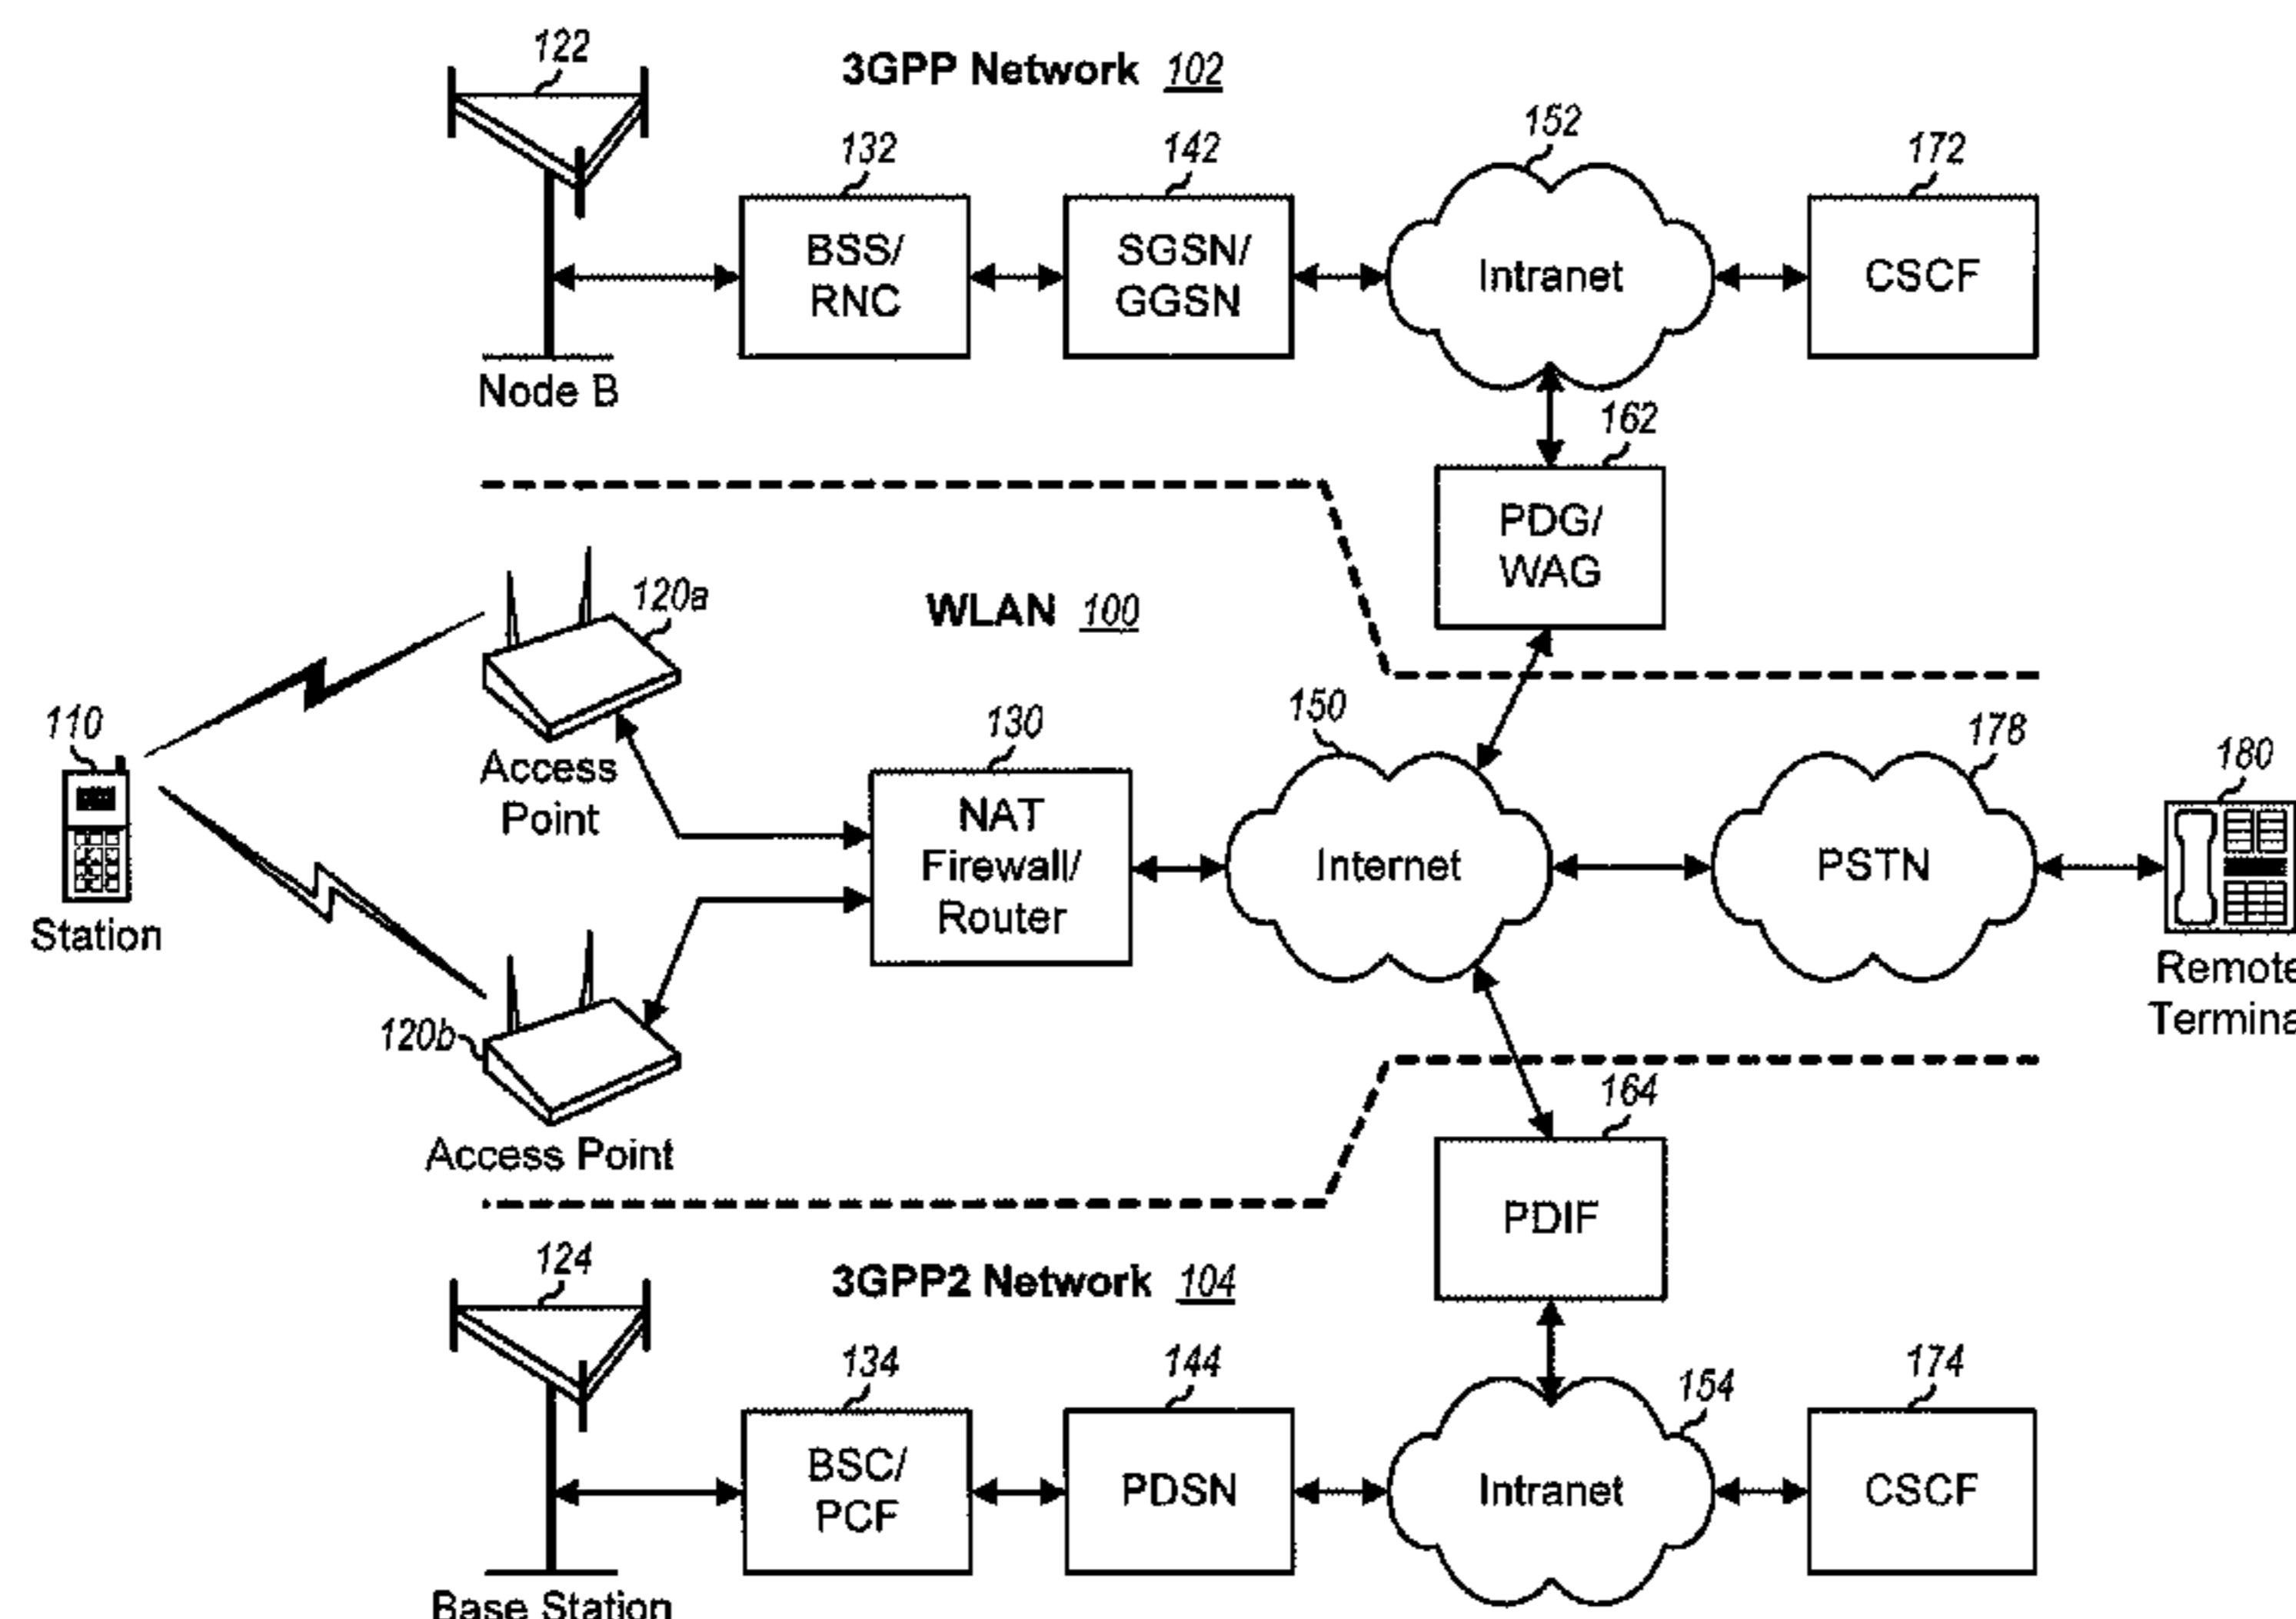 122
3GPP Network 102
132
142
152
172
BSS/
RNC
SGSN/
GGSN
Intranet
CSCF
Node B
162
PDG/
WAG
120a
WLAN 100
110
Station
Access
Point
130
NAT
Firewall/
Router
150
Internet
178
PSTN
180
Remote
Termina
120b
Access Point
164
PDIF
124
3GPP2 Network 104
134
144
154
174
BSC/
PCF
PDSN
Intranet
CSCF
Base Station